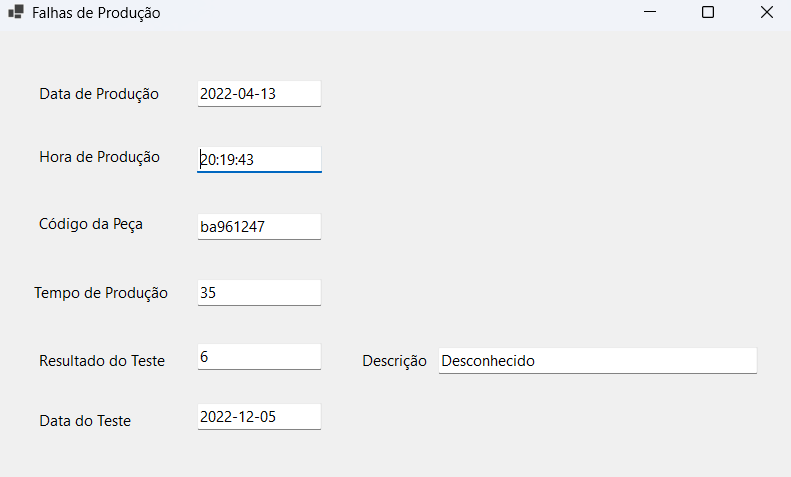 Falhas de Produção
Data de Produção 2022-04-13
Hora de Produção 20:19:43
Código da Peça ba961247
Tempo de Produção 35
Resultado do Teste 6 Descrição Desconhecido
Data do Teste 2022-12-05